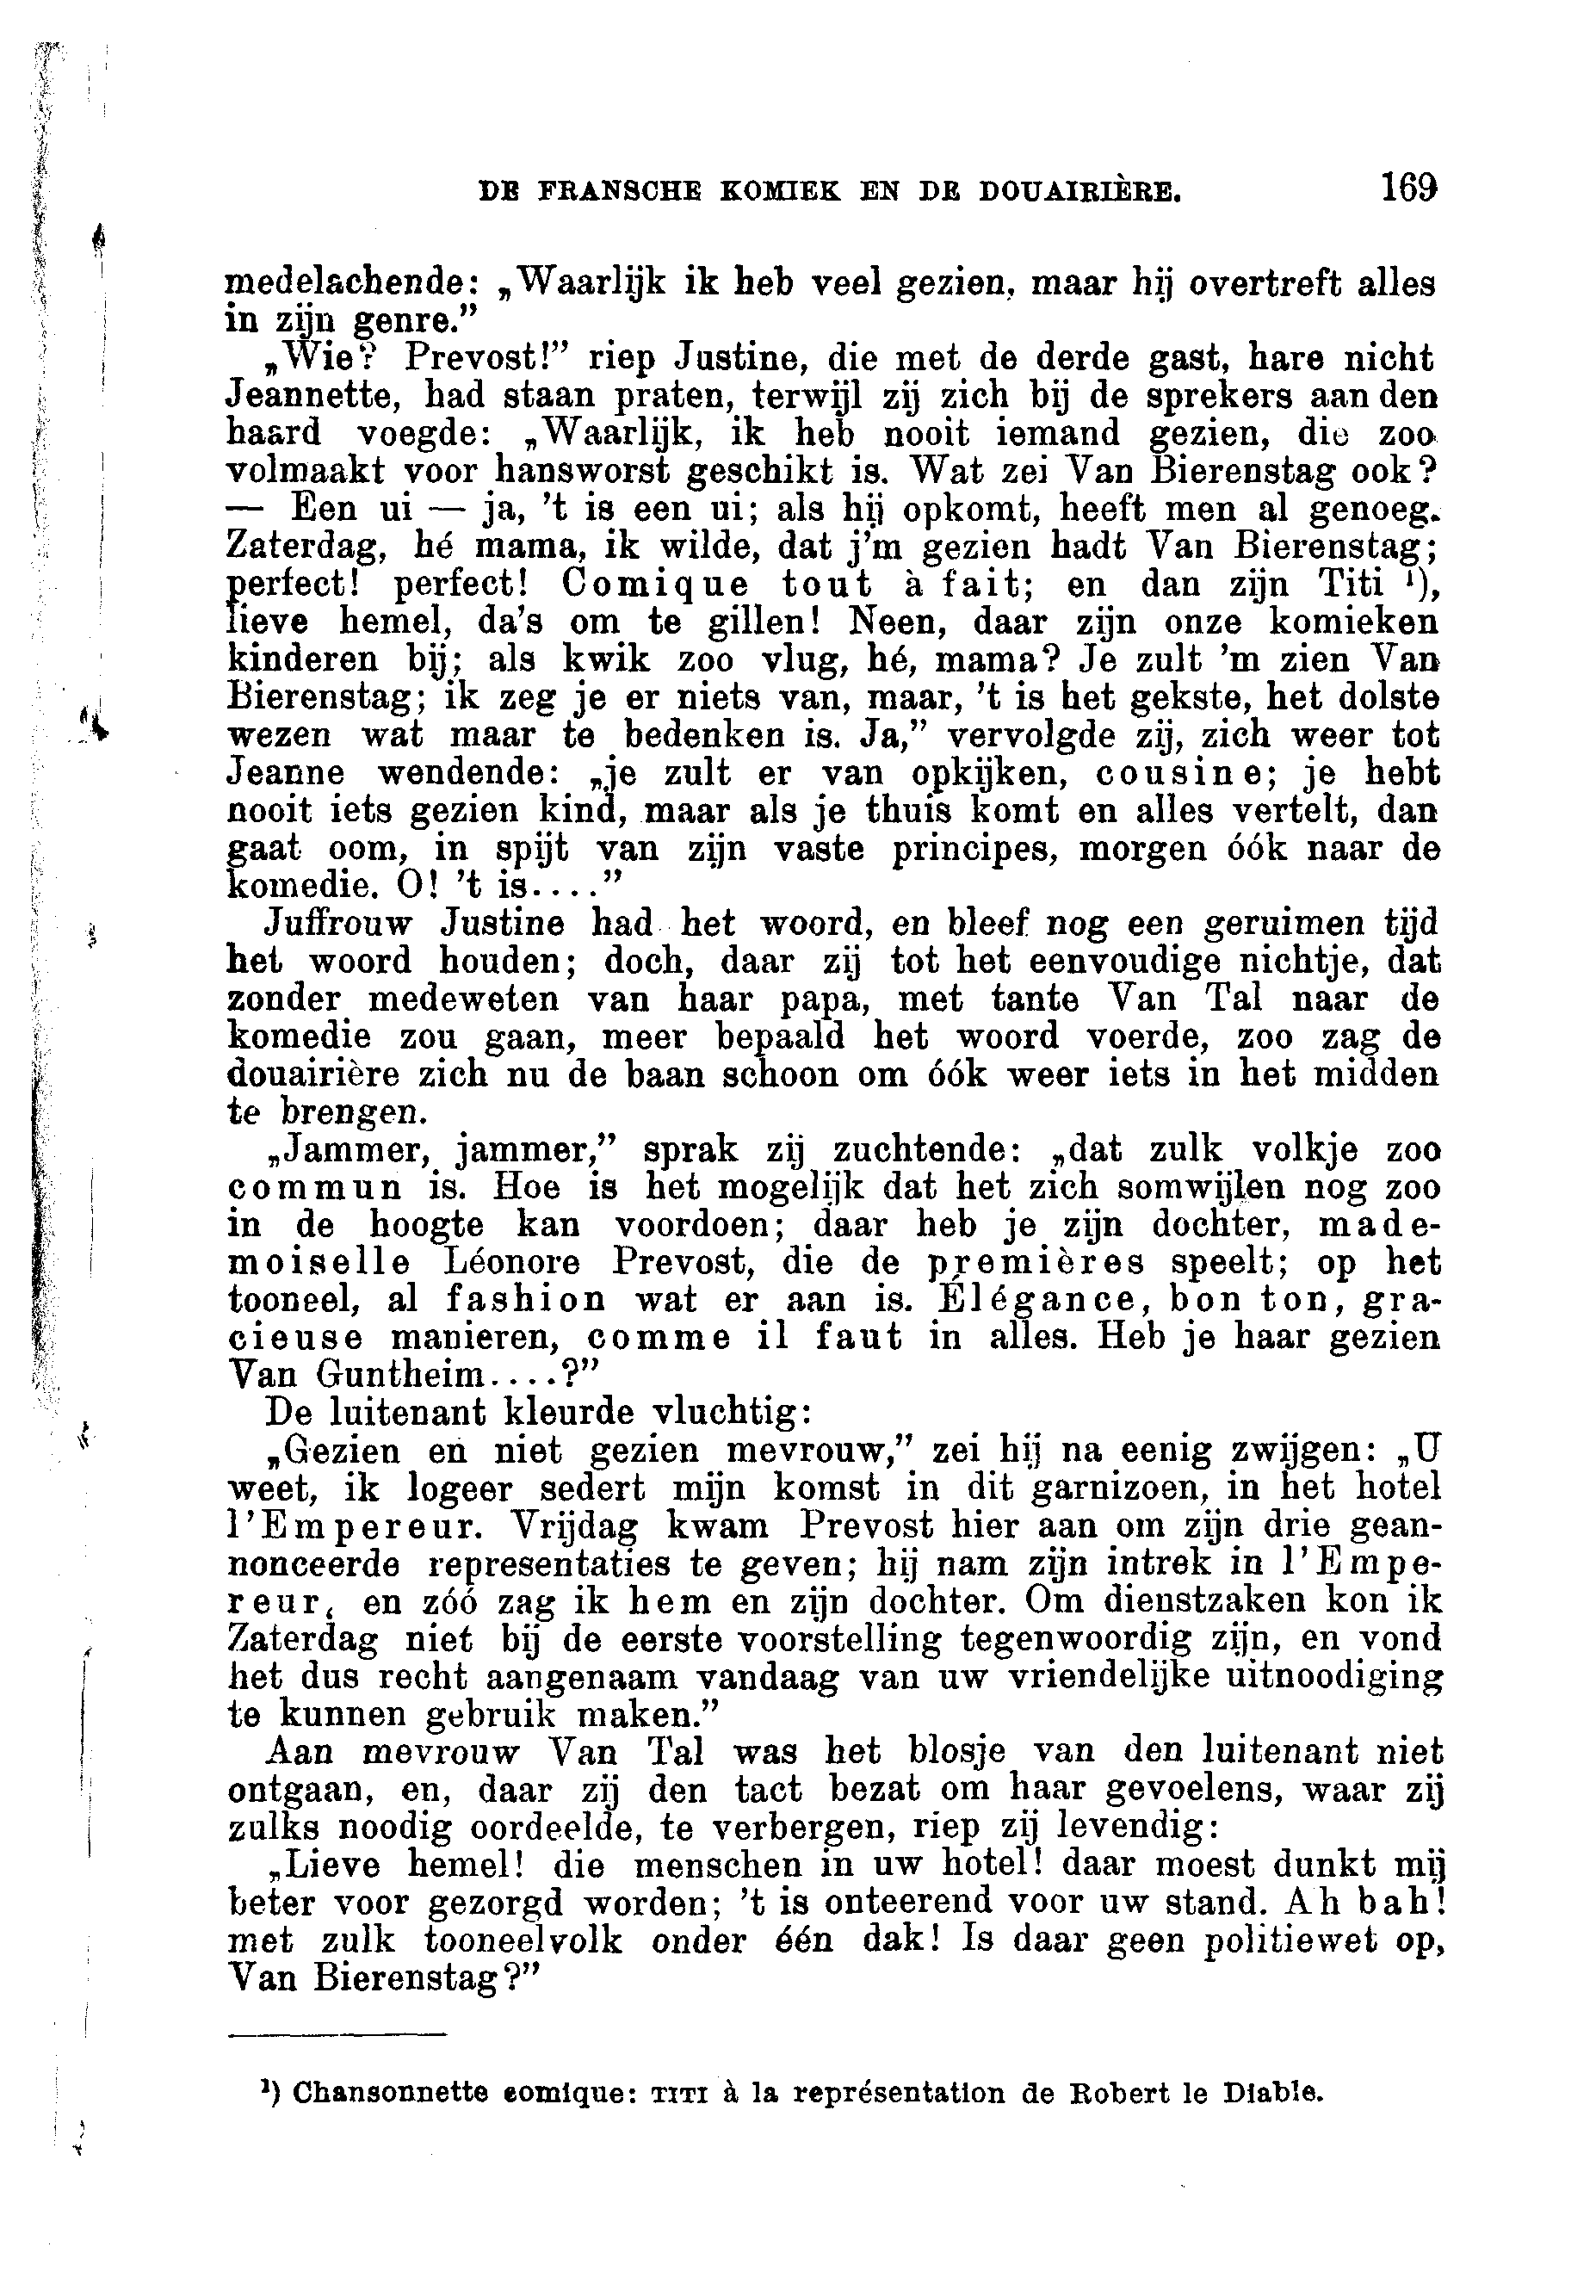 DE FRANSCHE KOMIEK EN DE DOUAIRIÈRE. 169
medelachende: „Waarlijk ik heb veel gezien, maar hij overtreft alles
in zijn genre.”
„Wie? Prevost!” riep Justine, die met de derde gast, hare nicht
Jeannette, had staan praten, terwijl zij zich bij de sprekers aan den
haard voegde: „Waarlijk, ik heb nooit iemand gezien, die zoo
volmaakt voor hansworst geschikt is. Wat zei Van Bierenstag ook?
— Een ui — ja, 't is een ui; als hij opkomt, heeft men al genoeg.
Zaterdag, hé mama, ik wilde, dat j'm gezien hadt Van Bierenstag;
perfect! perfect! Comique tout à fait; en dan zijn Titi ¹),
lieve hemel, da's om te gillen! Neen, daar zijn onze komieken
kinderen bij; als kwik zoo vlug, hé, mama? Je zult 'm zien Van
Bierenstag; ik zeg je er niets van, maar, 't is het gekste, het dolste
wezen wat maar te bedenken is. Ja,” vervolgde zij, zich weer tot
Jeanne wendende: „je zult er van opkijken, cousine; je hebt
nooit iets gezien kind, maar als je thuis komt en alles vertelt, dan
gaat oom, in spijt van zijn vaste principes, morgen óók naar de
komedie. O! 't is....”
Juffrouw Justine had het woord, en bleef nog een geruimen tijd
het woord houden; doch, daar zij tot het eenvoudige nichtje, dat
zonder medeweten van haar papa, met tante Van Tal naar de
komedie zou gaan, meer bepaald het woord voerde, zoo zag de
douairière zich nu de baan schoon om óók weer iets in het midden
te brengen.
„Jammer, jammer,” sprak zij zuchtende: „dat zulk volkje zoo
commun is. Hoe is het mogelijk dat het zich somwijlen nog zoo
in de hoogte kan voordoen; daar heb je zijn dochter, made-
moiselle Léonore Prevost, die de premières speelt; op het
tooneel, al fashion wat er aan is. Élégance, bon ton, gra-
cieuse manieren, comme il faut in alles. Heb je haar gezien
Van Guntheim....?”
De luitenant kleurde vluchtig:
„Gezien en niet gezien mevrouw,” zei hij na eenig zwijgen: „U
weet, ik logeer sedert mijn komst in dit garnizoen, in het hotel
l'Empereur. Vrijdag kwam Prevost hier aan om zijn drie gean-
nonceerde representaties te geven; hij nam zijn intrek in l'Empe-
reur, en zóó zag ik hem en zijn dochter. Om dienstzaken kon ik
Zaterdag niet bij de eerste voorstelling tegenwoordig zijn, en vond
het dus recht aangenaam vandaag van uw vriendelijke uitnoodiging
te kunnen gebruik maken.”
Aan mevrouw Van Tal was het blosje van den luitenant niet
ontgaan, en, daar zij den tact bezat om haar gevoelens, waar zij
zulks noodig oordeelde, te verbergen, riep zij levendig:
„Lieve hemel! die menschen in uw hotel! daar moest dunkt mij
beter voor gezorgd worden; 't is onteerend voor uw stand. Ah bah!
met zulk tooneelvolk onder één dak! Is daar geen politiewet op,
Van Bierenstag?”
¹) Chansonnette comique: TITI à la représentation de Robert le Diable.